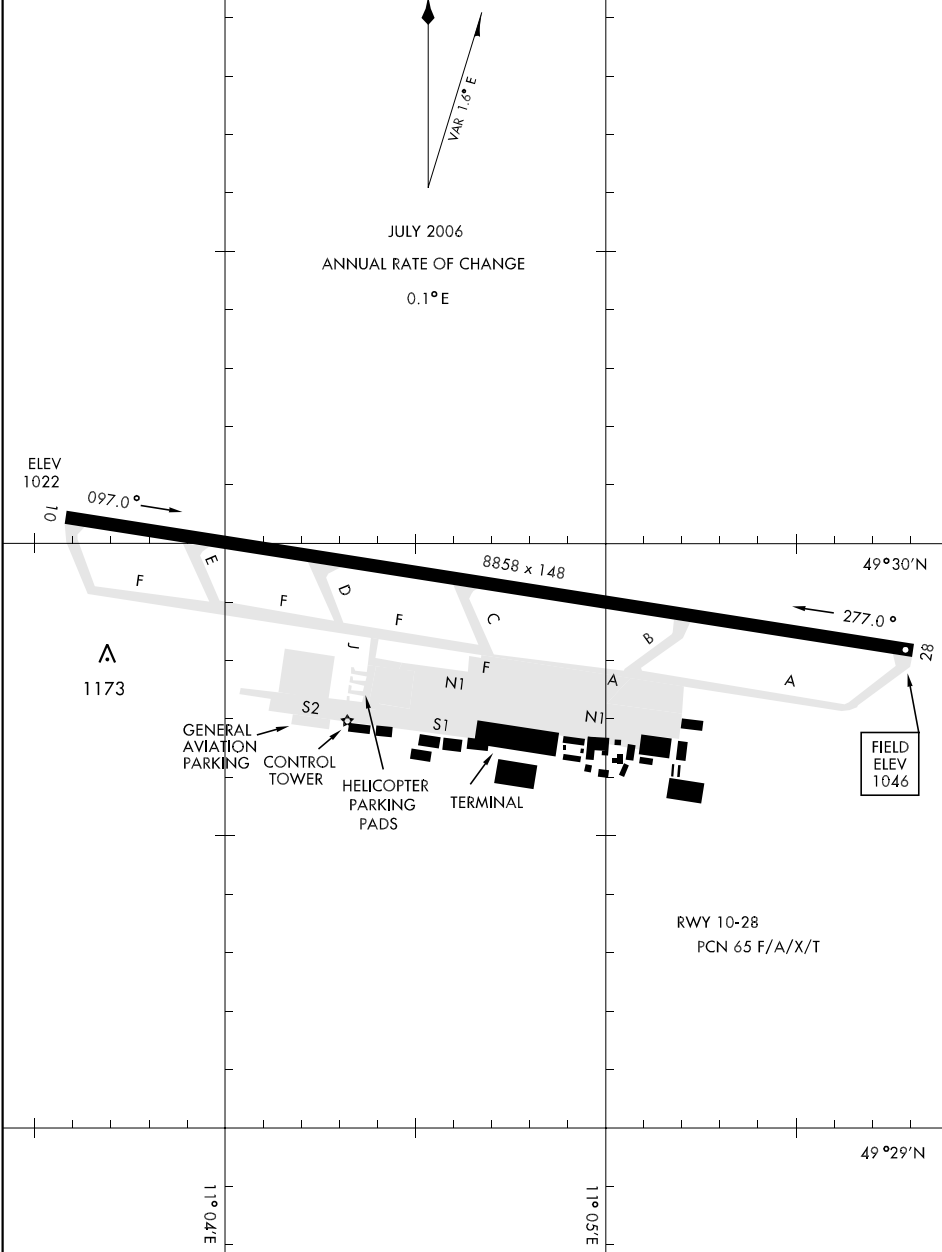 VAR 1.6° E
JULY 2006
ANNUAL RATE OF CHANGE
0.1° E
ELEV
1022
10
097.0°
8858 x 148
49°30'N
277.0°
28
E
F
F
D
F
C
B
J
F
A
A
1173
N1
S2
S1
N1
GENERAL
AVIATION
PARKING
CONTROL
TOWER
HELICOPTER
PARKING
PADS
TERMINAL
FIELD
ELEV
1046
RWY 10-28
PCN 65 F/A/X/T
49°29'N
11°04'E
11°05'E